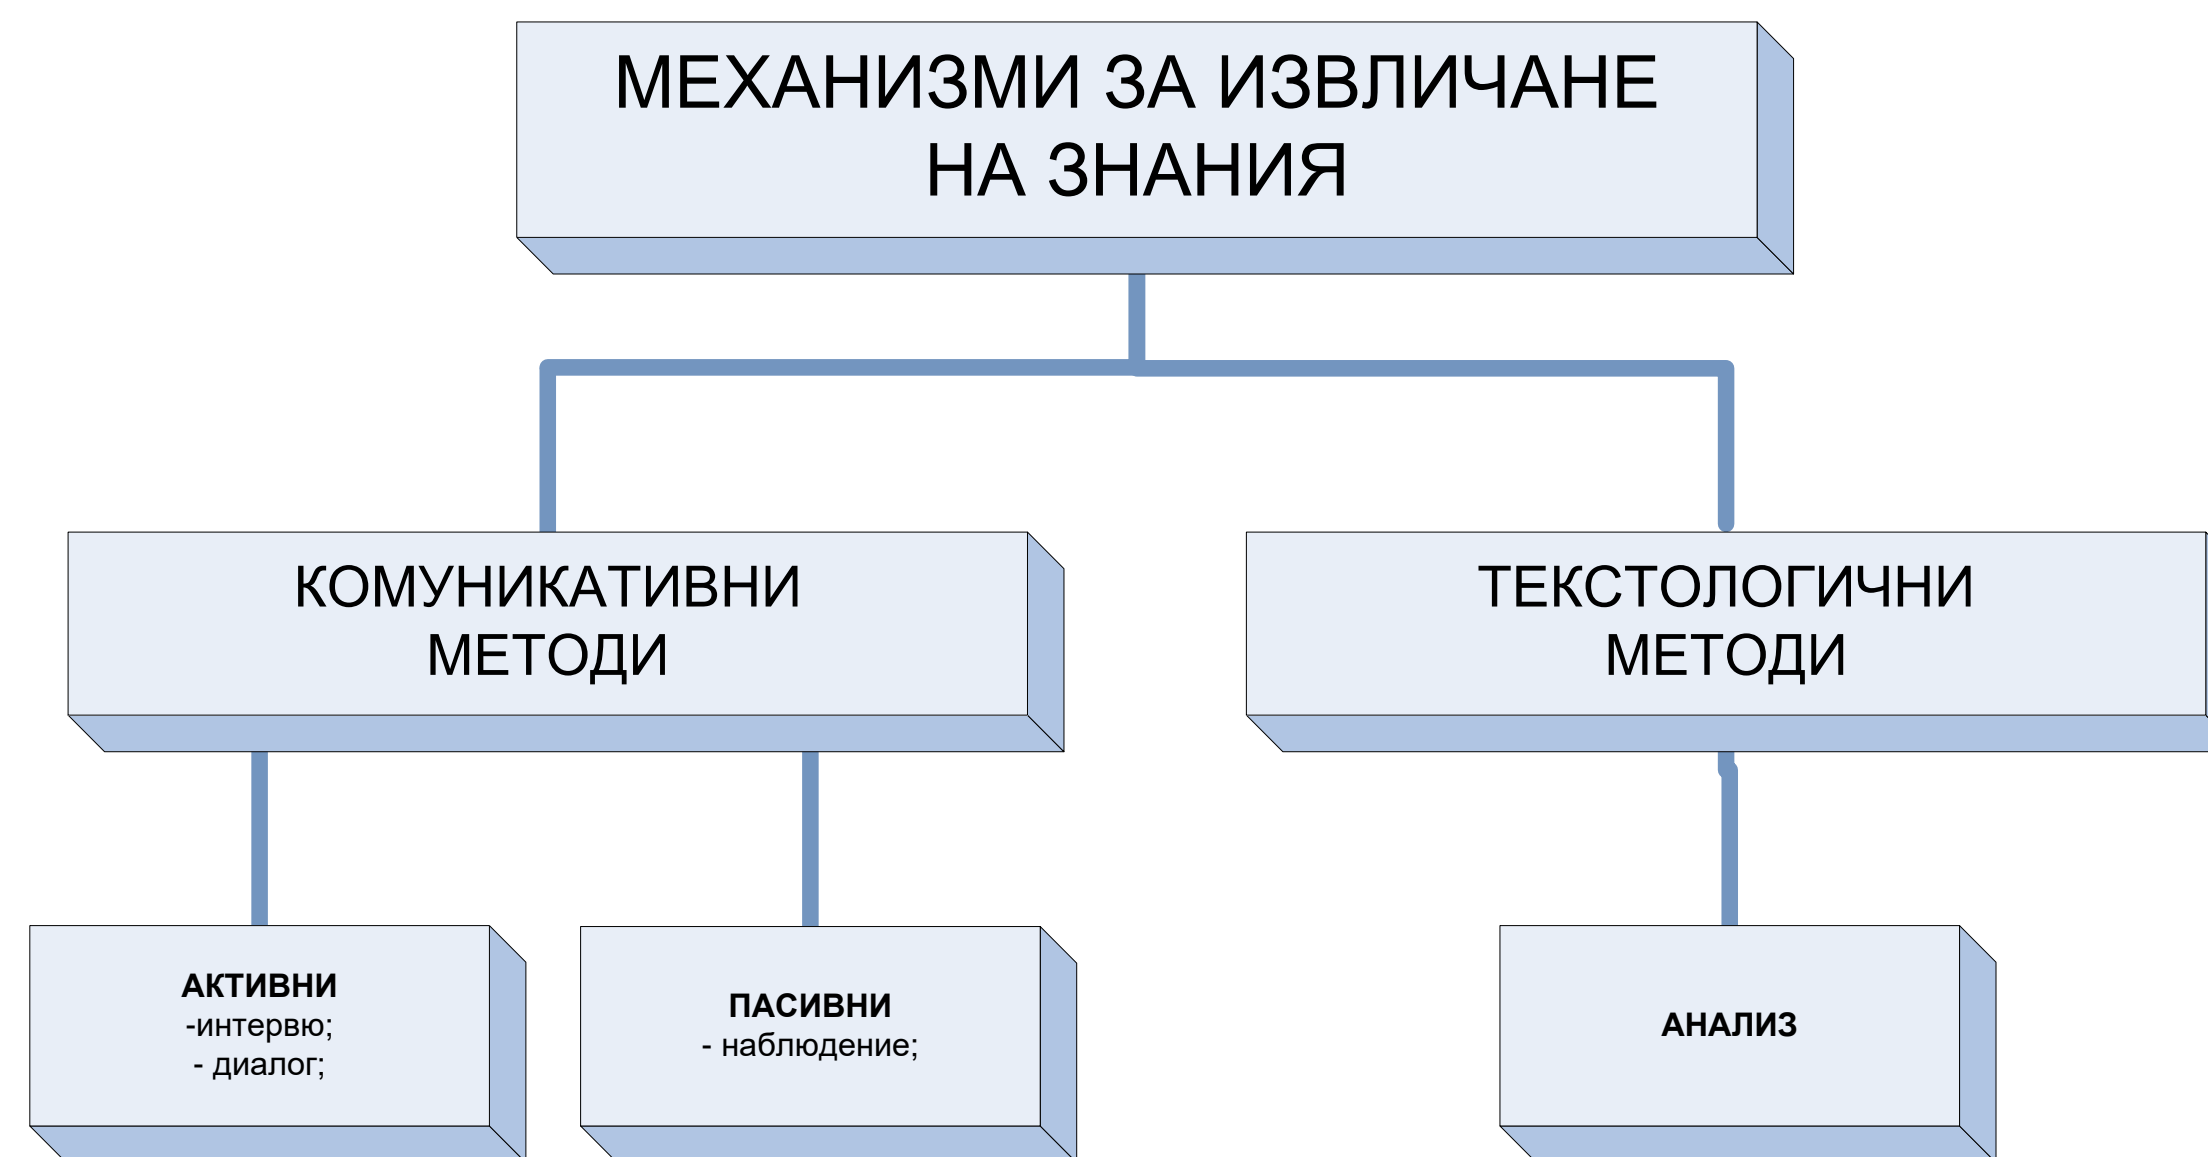 МЕХАНИЗМИ ЗА ИЗВЛИЧАНЕ
НА ЗНАНИЯ
КОМУНИКАТИВНИ
МЕТОДИ
ТЕКСТОЛОГИЧНИ
МЕТОДИ
АКТИВНИ
-интервю;
- диалог;
ПАСИВНИ
- наблюдение;
АНАЛИЗ